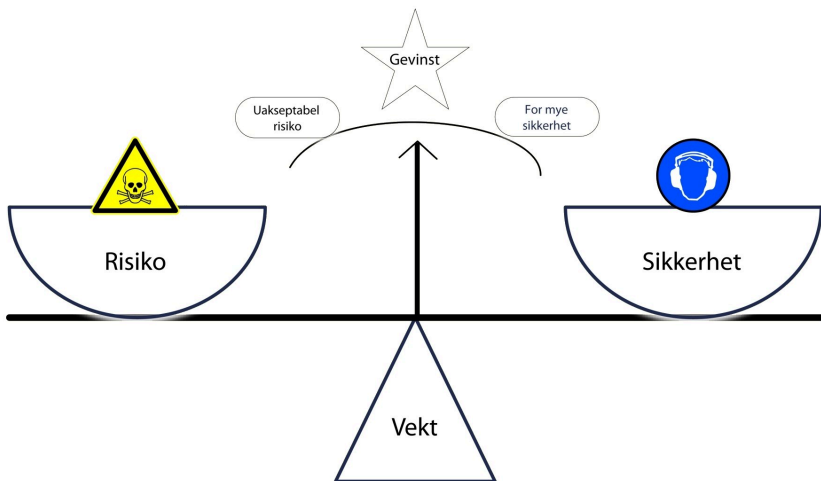 Gevinst
Uakseptabel
risiko
For mye
sikkerhet
Risiko
Sikkerhet
Vekt